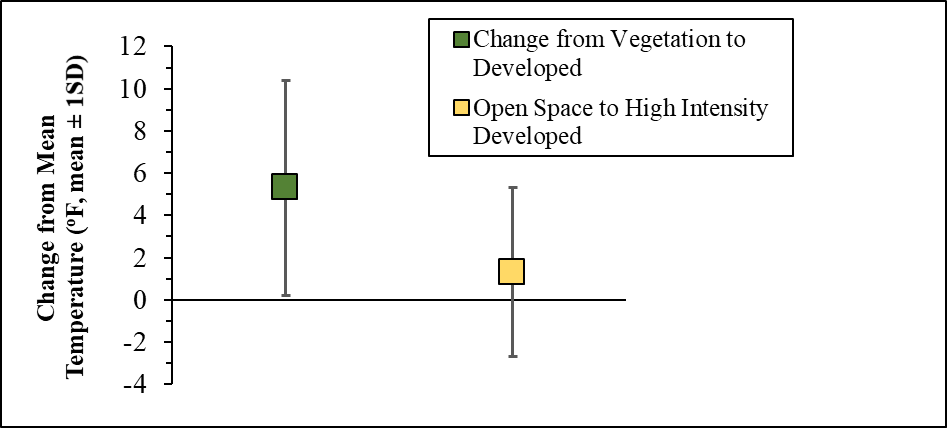 Change from Vegetation to
Developed
Open Space to High Intensity
Developed
Change from Mean
Temperature (°F, mean ± 1SD)
12
10
8
6
4
2
0
-2
-4